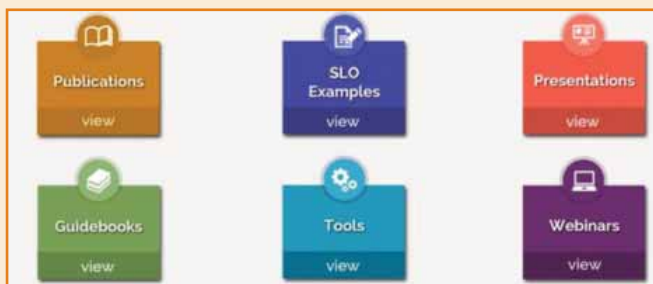 Publications
view
SLO
Examples
view
Presentations
view
Guidebooks
view
Tools
view
Webinars
view